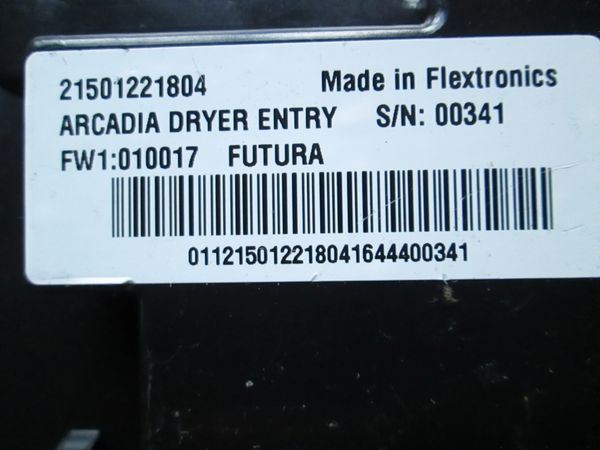 21501221804 Made in Flextronics
ARCADIA DRYER ENTRY S/N: 00341
FW1:010017 FUTURA
011215012218041644400341